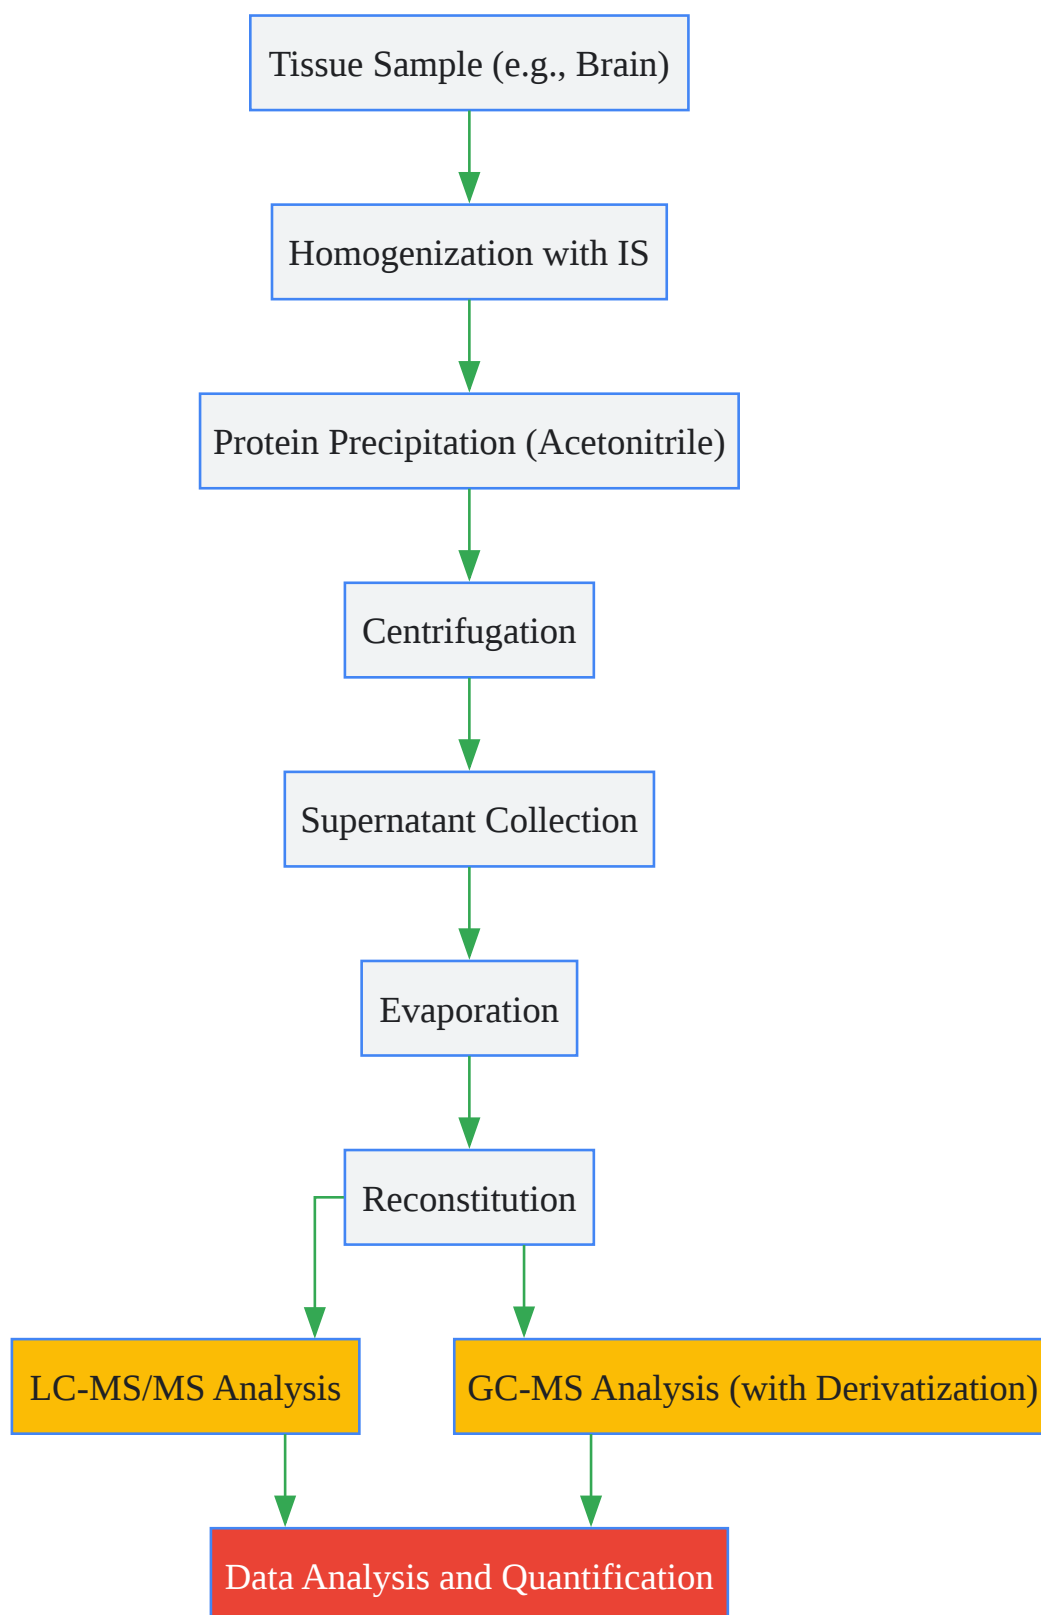 Tissue Sample (e.g., Brain)
Homogenization with IS
Protein Precipitation (Acetonitrile)
Centrifugation
Supernatant Collection
Evaporation
Reconstitution
LC-MS/MS Analysis
GC-MS Analysis (with Derivatization)
Data Analysis and Quantification